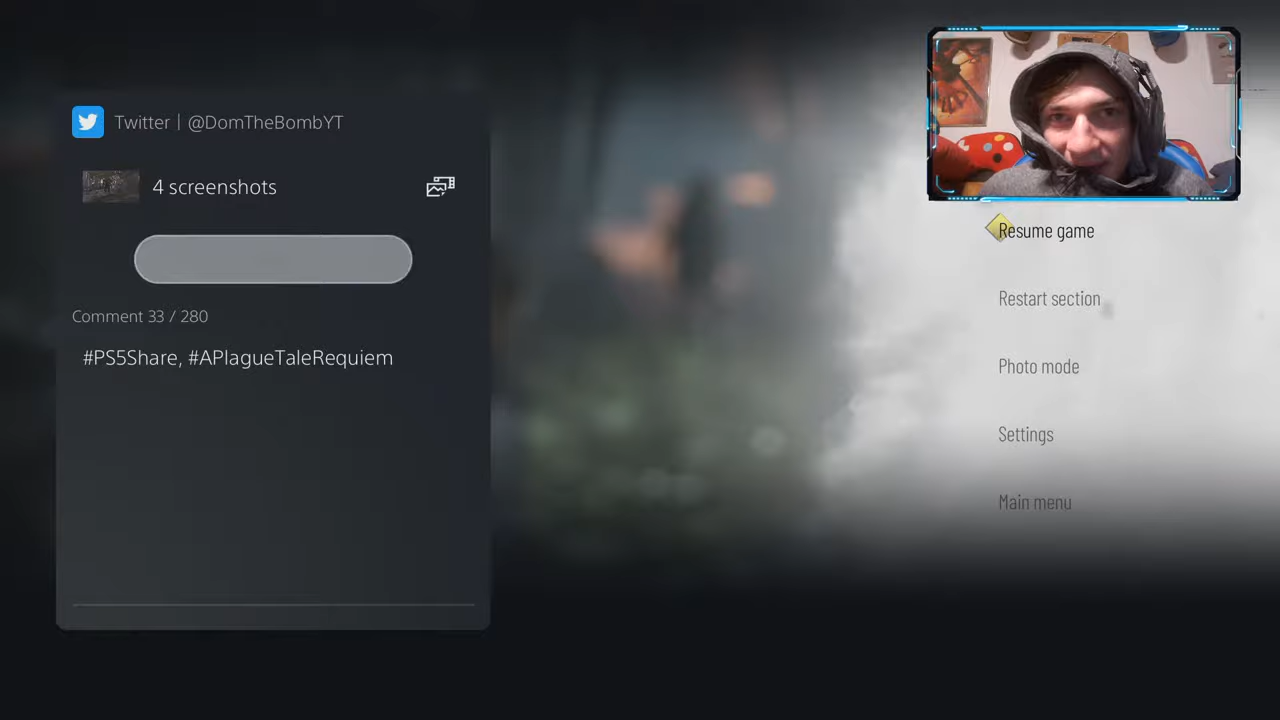 Twitter | @DomTheBombYT
4 screenshots
Comment 33 / 280
#PS5Share, #APlagueTaleRequiem
Resume game
Restart section
Photo mode
Settings
Main menu